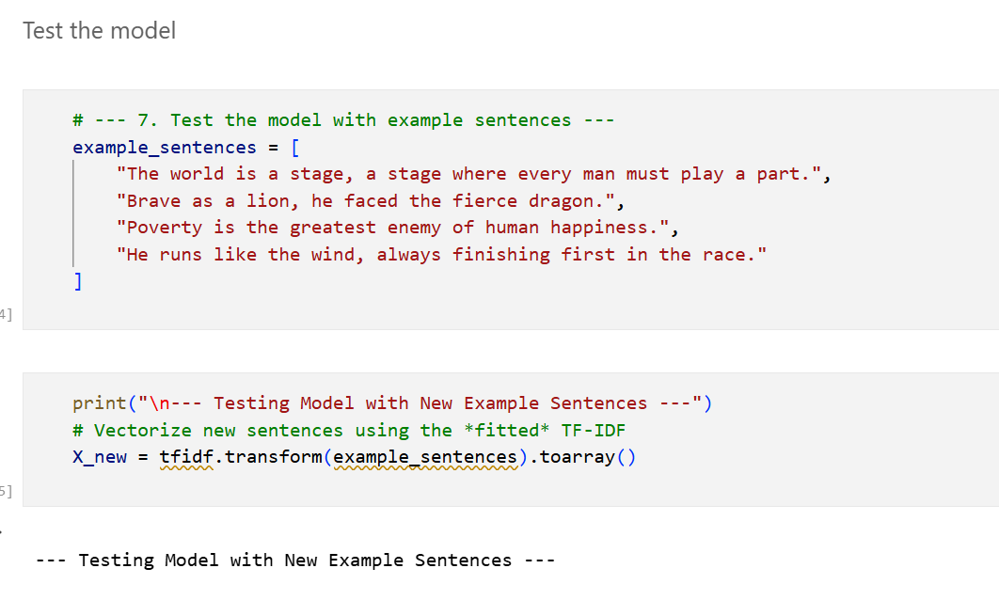 Test the model
# --- 7. Test the model with example sentences ---
example_sentences = [
"The world is a stage, a stage where every man must play a part.",
"Brave as a lion, he faced the fierce dragon.",
"Poverty is the greatest enemy of human happiness.",
"He runs like the wind, always finishing first in the race."
]
4]
print("\n--- Testing Model with New Example Sentences ---")
# Vectorize new sentences using the *fitted* TF-IDF
X_new = tfidf.transform(example_sentences).toarray()
5]
--- Testing Model with New Example Sentences ---